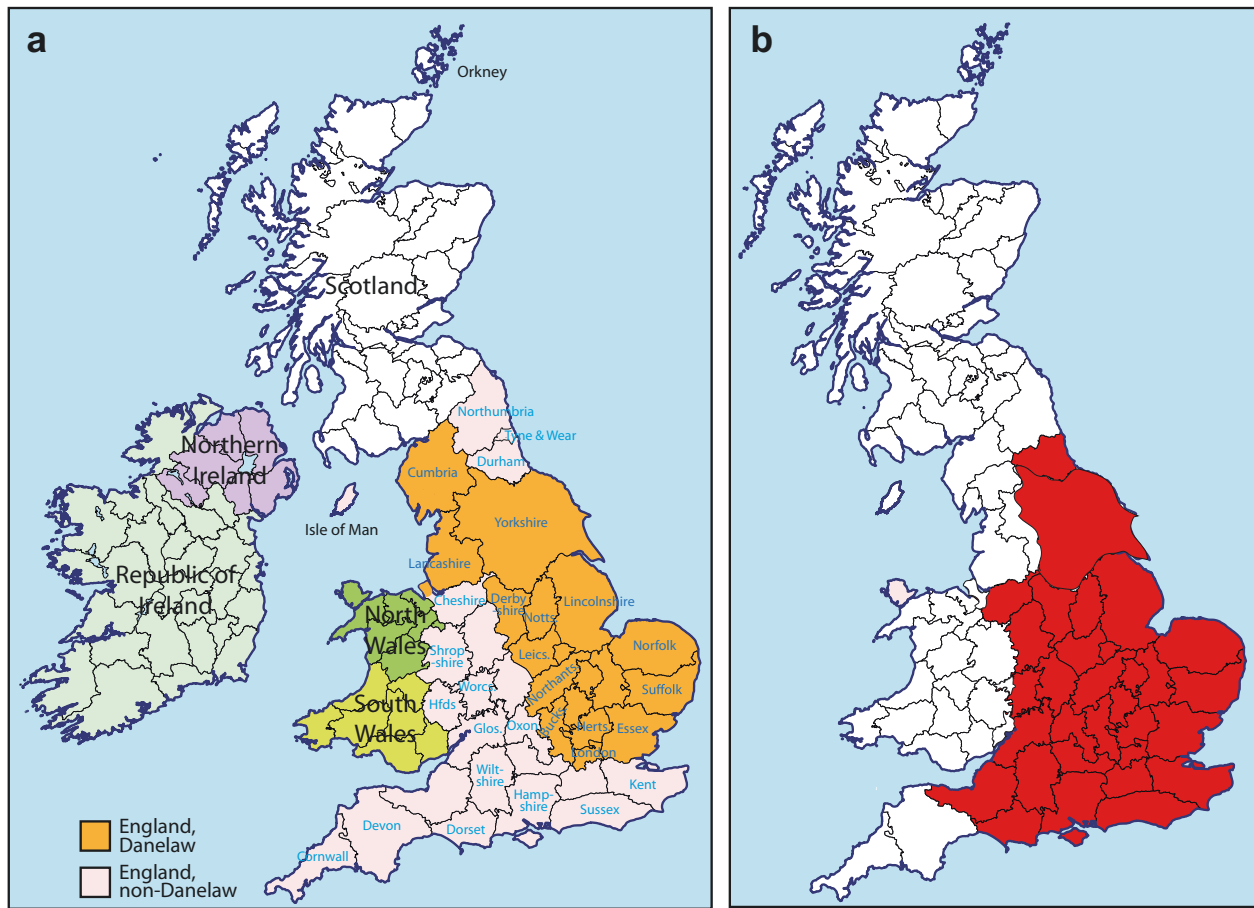 a
Orkney
Scotland
Northumbria
Tyne & Wear
Durham
Northern
Ireland
Cumbria
Isle of Man
Yorkshire
Republic of
Ireland
Lancashire
Cheshire
Derby
-shire
Lincolnshire
Notts.
North
Wales
Shrop
-shire
Leics.
Norfolk
Worcs.
Northants
Suffolk
South
Wales
Hfds
Glos.
Oxon.
Bucks.
Herts.
Essex
London
Wilt-
shire
Hamp-
shire
Kent
Sussex
Devon
Dorset
Cornwall
England,
Danelaw
England,
non-Danelaw
b